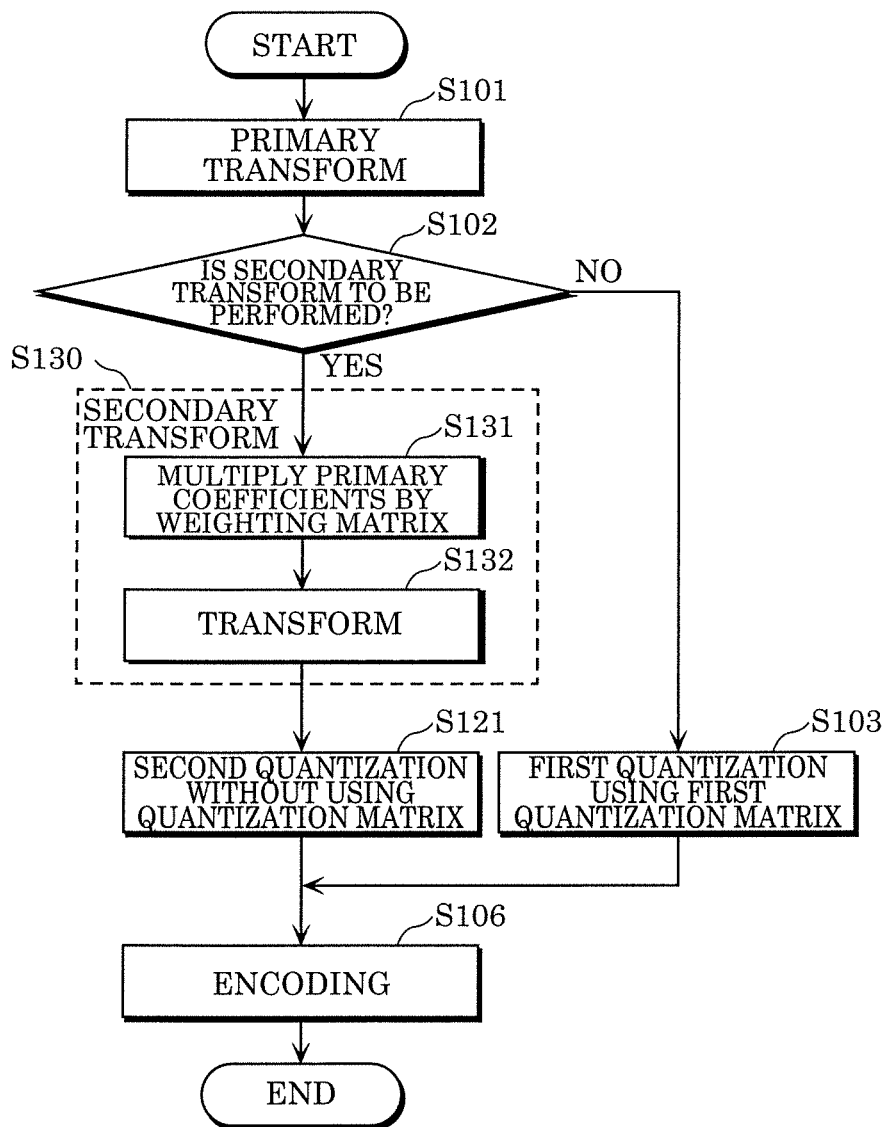 START
S101
PRIMARY
TRANSFORM
S102
IS SECONDARY
TRANSFORM TO BE
PERFORMED?
NO
YES
S130
SECONDARY
TRANSFORM
S131
MULTIPLY PRIMARY
COEFFICIENTS BY
WEIGHTING MATRIX
S132
TRANSFORM
S121
SECOND QUANTIZATION
WITHOUT USING
QUANTIZATION MATRIX
S103
FIRST QUANTIZATION
USING FIRST
QUANTIZATION MATRIX
S106
ENCODING
END